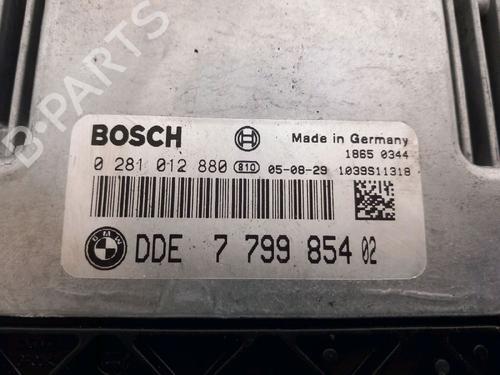 B-PARTS
BOSCH
Made in Germany
1865 0344
0 281 012 880 810 05-08-29 1039S11318
BMW
DDE 7 799 854 02